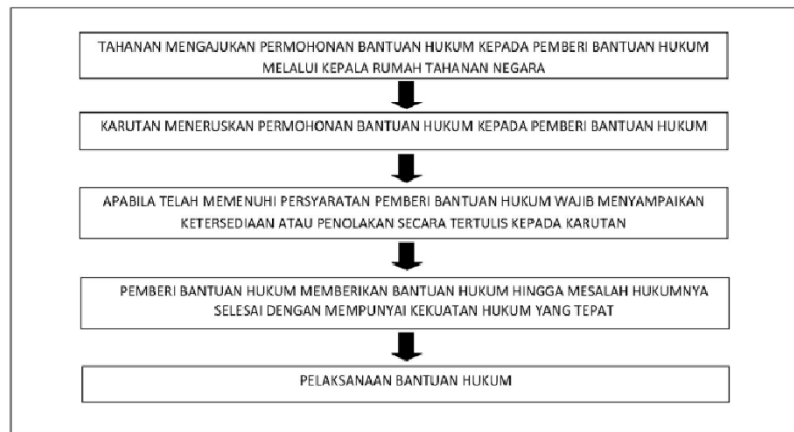 TAHANAN MENGAJUKAN PERMOHONAN BANTUAN HUKUM KEPADA PEMBERI BANTUAN HUKUM
MELALUI KEPALA RUMAH TAHANAN NEGARA
KARUTAN MENERUSKAN PERMOHONAN BANTUAN HUKUM KEPADA PEMBERI BANTUAN HUKUM
APABILA TELAH MEMENUHI PERSYARATAN PEMBERI BANTUAN HUKUM WAJIB MENYAMPAIKAN
KETERSEDIAAN ATAU PENOLAKAN SECARA TERTULIS KEPADA KARUTAN
PEMBERI BANTUAN HUKUM MEMBERIKAN BANTUAN HUKUM HINGGA MESALAH HUKUMNYA
SELESAI DENGAN MEMPUNYAI KEKUATAN HUKUM YANG TEPAT
PELAKSANAAN BANTUAN HUKUM